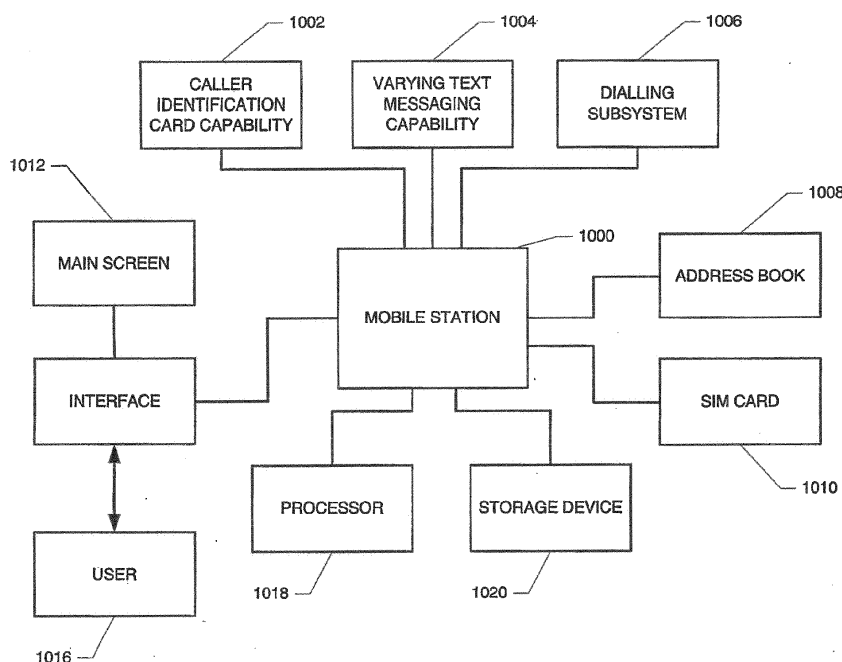 1002
1004
1006
CALLER
IDENTIFICATION
CARD CAPABILITY
VARYING TEXT
MESSAGING
CAPABILITY
DIALLING
SUBSYSTEM
1012
1008
MAIN SCREEN
1000
ADDRESS BOOK
MOBILE STATION
INTERFACE
SIM CARD
1010
PROCESSOR
STORAGE DEVICE
USER
1018
1020
1016